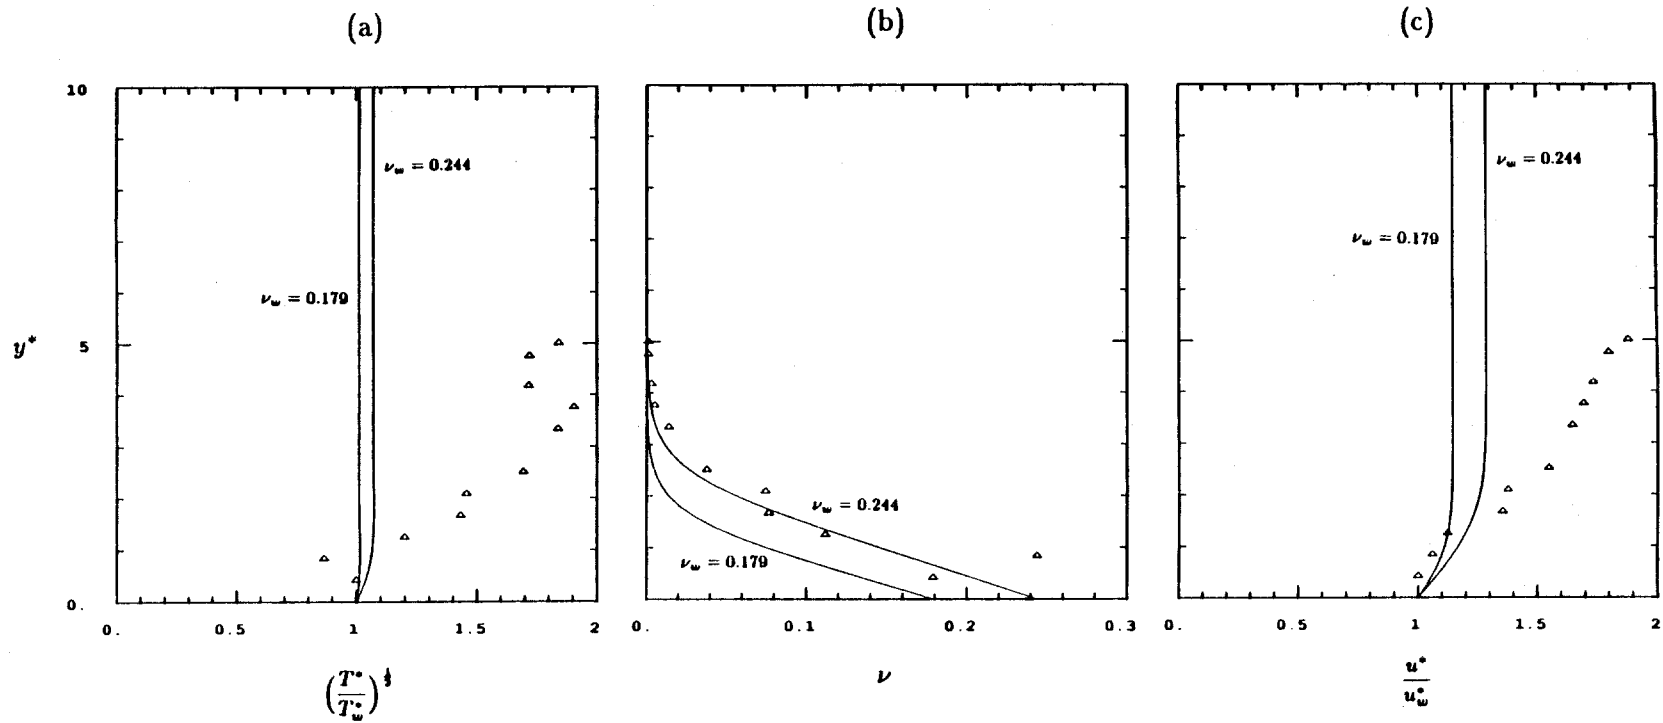 (a)
(b)
(c)
10
5
0.
y*
ν_w = 0.244
ν_w = 0.179
0. 0.5 1 1.5 2
(T*/T*_w)^½
ν_w = 0.244
ν_w = 0.179
0. 0.1 0.2 0.3
ν
ν_w = 0.244
ν_w = 0.179
0. 0.5 1 1.5 2
u*/u*_w